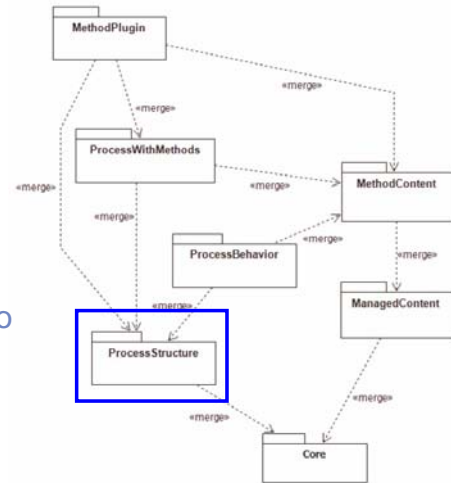 MethodPlugin
«merge»
«merge»
ProcessWithMethods
«merge»
MethodContent
«merge»
«merge»
«merge»
ProcessBehavior
«merge»
ManagedContent
o
«merge»
ProcessStructure
«merge»
«merge»
Core